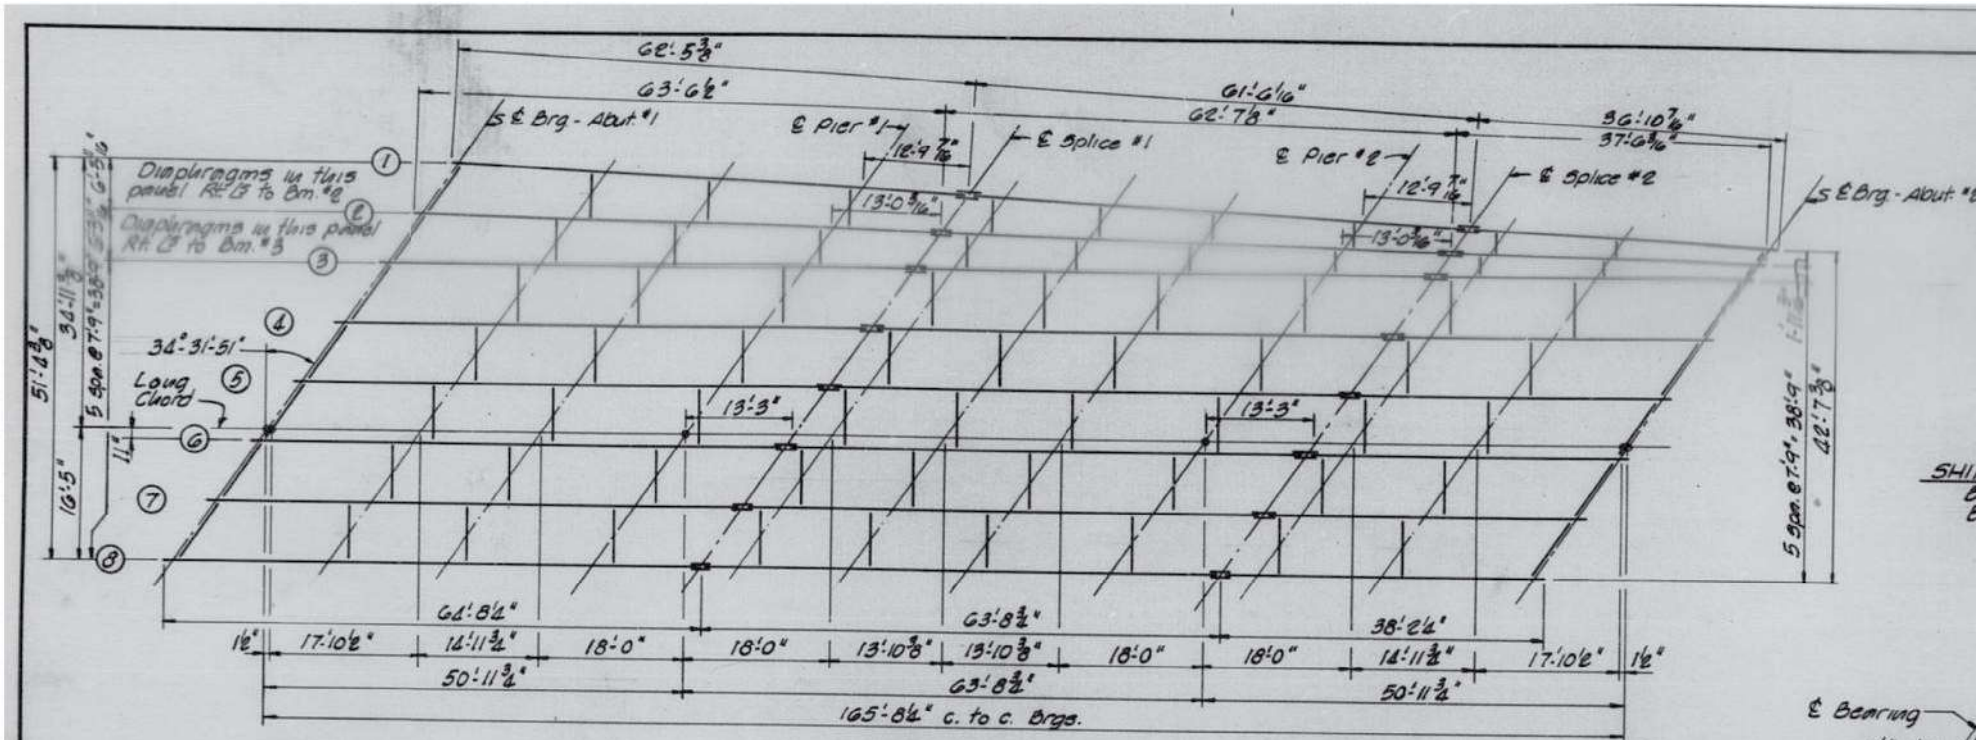 62'-5 3/8"
63'-6 1/2"
61'-6 1/16"
62'-7 1/8"
36'-10 7/16"
37'-6 3/16"
S ℄ Brg - Abut. #1
℄ Pier #1
12'-9 7/16"
℄ Splice #1
℄ Pier #2
12'-9 7/16"
℄ Splice #2
S ℄ Brg. - Abut. #2
1
Diaphragms in this
panel Rt. Ls to Bm. #2
2
Diaphragms in this panel
Rt. Ls to Bm. #3
3
13'-0 3/16"
13'-0 3/16"
4
34°-31'-51"
Long
Chord
5
6
7
8
13'-3"
13'-3"
51'-4 3/8"
34'-11 3/8"
16'-5"
11"
5 spa. @ 7'-9" = 38'-9"
5 spa. @ 7'-9" = 38'-9"
42'-7 3/8"
64'-8 1/4"
63'-8 3/4"
38'-2 1/4"
1 1/2"
17'-10 1/2"
14'-11 3/4"
18'-0"
18'-0"
13'-10 3/8"
13'-10 3/8"
18'-0"
18'-0"
14'-11 3/4"
17'-10 1/2"
1 1/2"
50'-11 3/4"
63'-8 3/4"
50'-11 3/4"
165'-8 1/4" c. to c. Brgs.
℄ Bearing